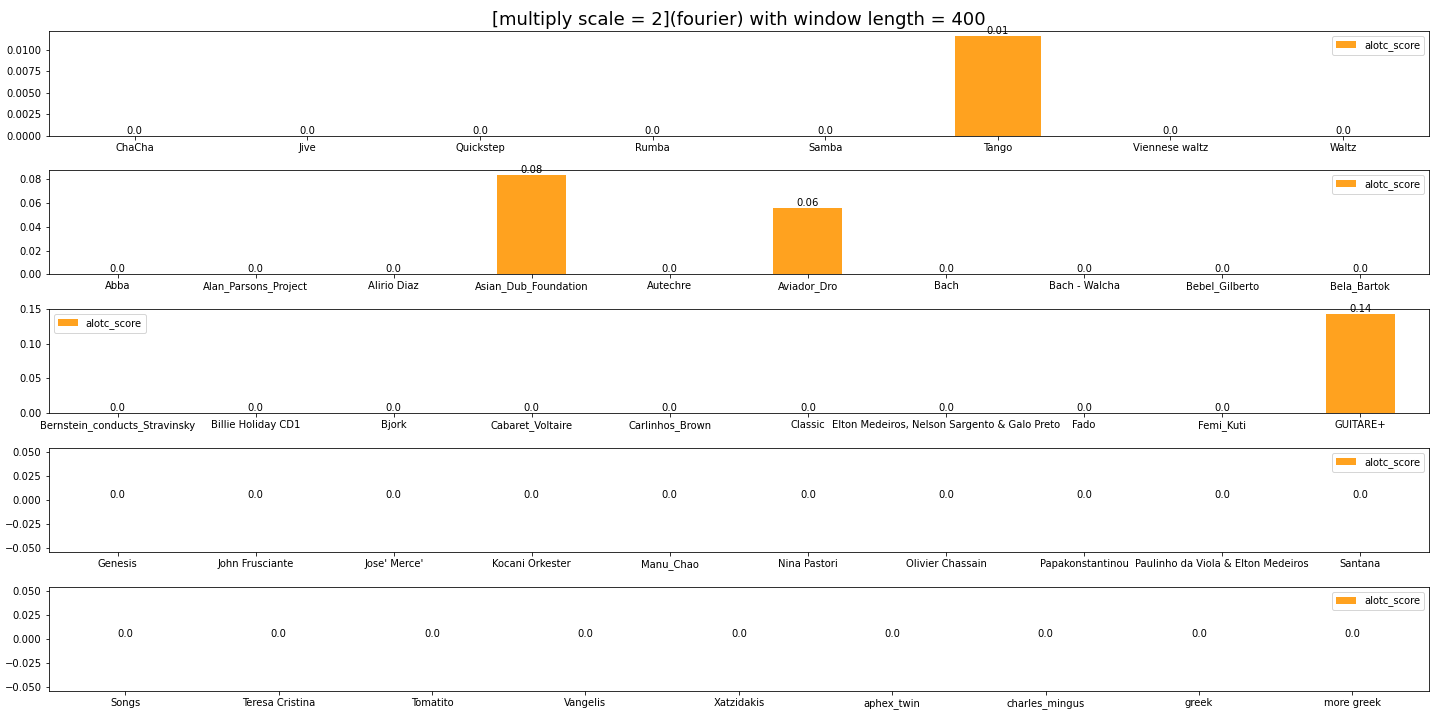 [multiply scale = 2](fourier) with window length = 400
0.0100
0.0075
0.0050
0.0025
0.0000
0.0 0.0 0.0 0.0 0.0 0.01 0.0 0.0
alotc_score
ChaCha Jive Quickstep Rumba Samba Tango Viennese waltz Waltz
0.08
0.06
0.04
0.02
0.00
0.0 0.0 0.0 0.08 0.0 0.06 0.0 0.0 0.0 0.0
alotc_score
Abba Alan_Parsons_Project Alirio Diaz Asian_Dub_Foundation Autechre Aviador_Dro Bach Bach - Walcha Bebel_Gilberto Bela_Bartok
0.15
0.10
0.05
0.00
alotc_score
0.0 0.0 0.0 0.0 0.0 0.0 0.0 0.0 0.0 0.14
Bernstein_conducts_Stravinsky Billie Holiday CD1 Bjork Cabaret_Voltaire Carlinhos_Brown Classic Elton Medeiros, Nelson Sargento & Galo Preto Fado Femi_Kuti GUITARE+
0.050
0.025
0.000
−0.025
−0.050
0.0 0.0 0.0 0.0 0.0 0.0 0.0 0.0 0.0 0.0
alotc_score
Genesis John Frusciante Jose' Merce' Kocani Orkester Manu_Chao Nina Pastori Olivier Chassain Papakonstantinou Paulinho da Viola & Elton Medeiros Santana
0.050
0.025
0.000
−0.025
−0.050
0.0 0.0 0.0 0.0 0.0 0.0 0.0 0.0 0.0
alotc_score
Songs Teresa Cristina Tomatito Vangelis Xatzidakis aphex_twin charles_mingus greek more greek